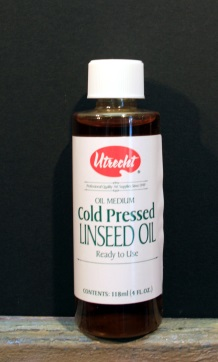 Utrecht
OIL MEDIUM
Cold Pressed
LINSEED OIL
Ready to Use
CONTENTS: 118ml (4 FL.OZ.)